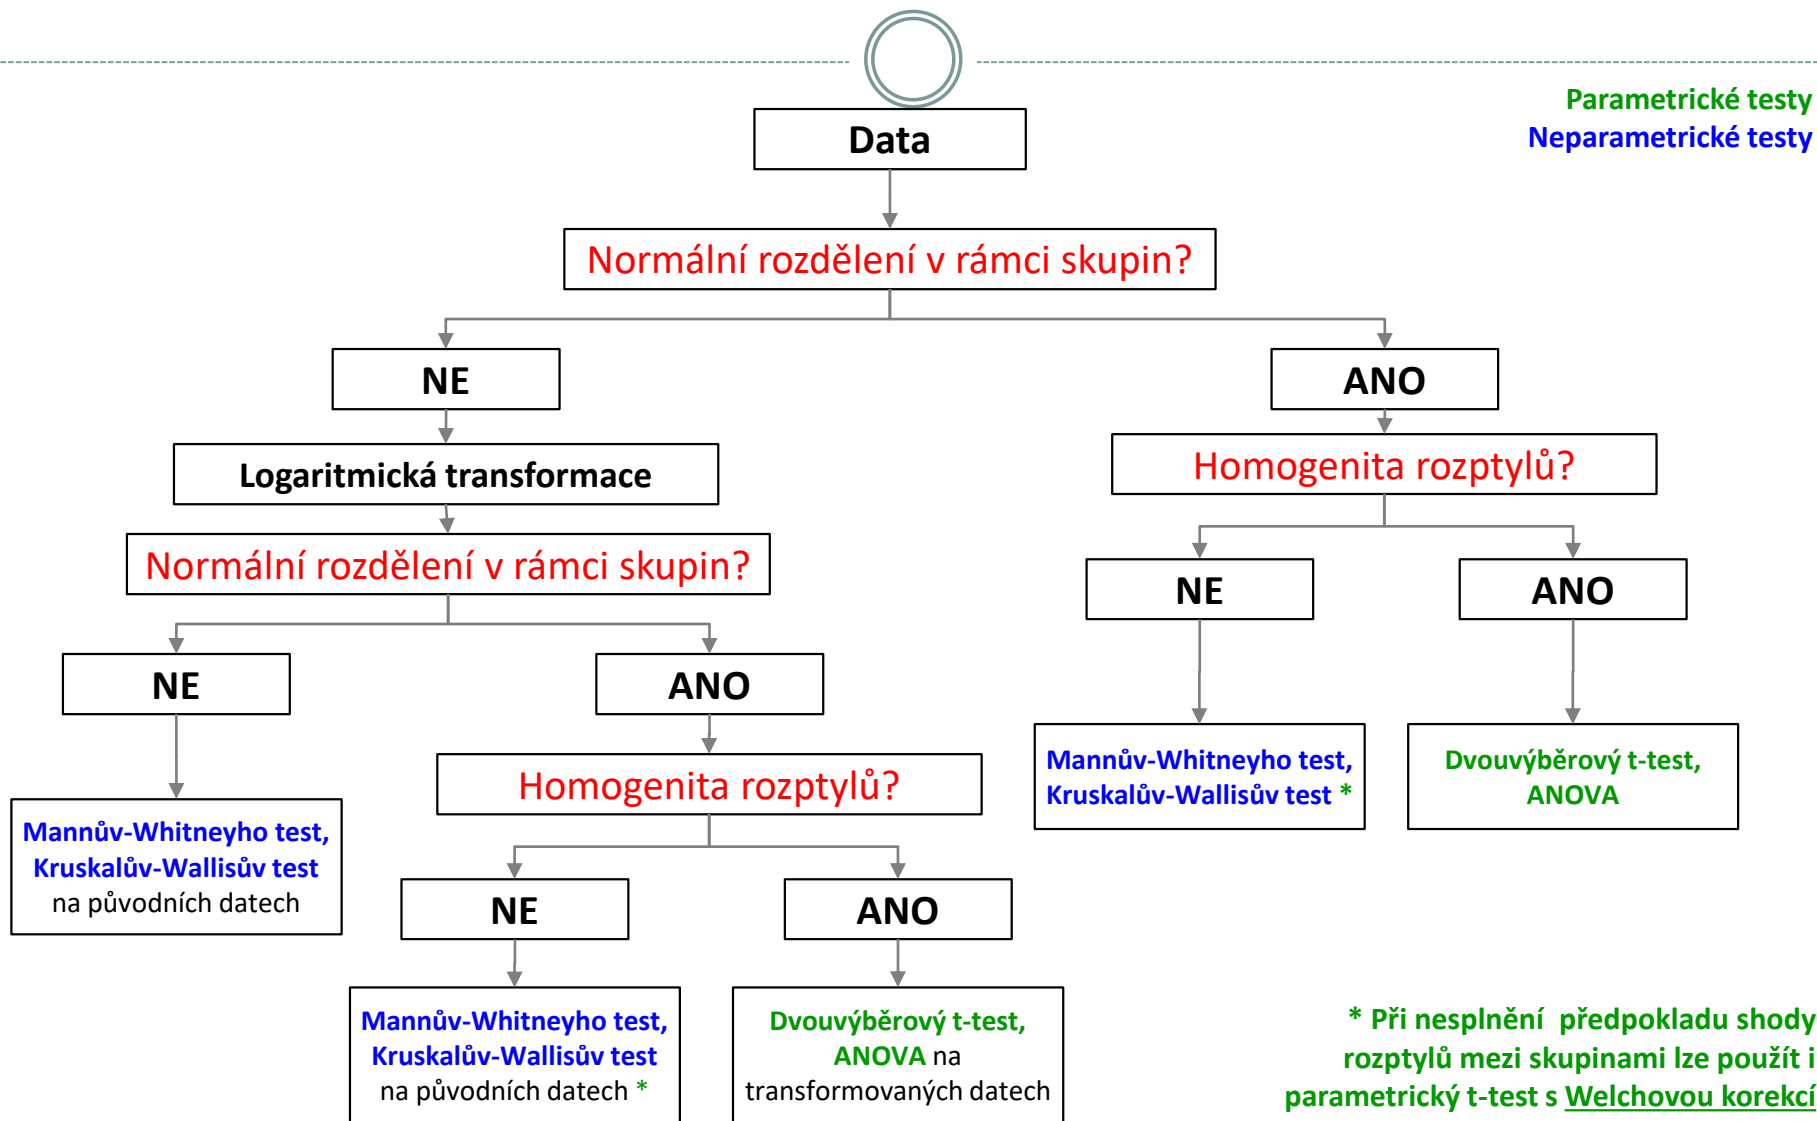 Parametrické testy
Neparametrické testy
Data
Normální rozdělení v rámci skupin?
NE
ANO
Logaritmická transformace
Homogenita rozptylů?
Normální rozdělení v rámci skupin?
NE
ANO
NE
ANO
Mannův-Whitneyho test,
Kruskalův-Wallisův test *
Dvouvýběrový t-test,
ANOVA
Homogenita rozptylů?
Mannův-Whitneyho test,
Kruskalův-Wallisův test
na původních datech
NE
ANO
Mannův-Whitneyho test,
Kruskalův-Wallisův test
na původních datech *
Dvouvýběrový t-test,
ANOVA na
transformovaných datech
* Při nesplnění předpokladu shody
rozptylů mezi skupinami lze použít i
parametrický t-test s Welchovou korekcí